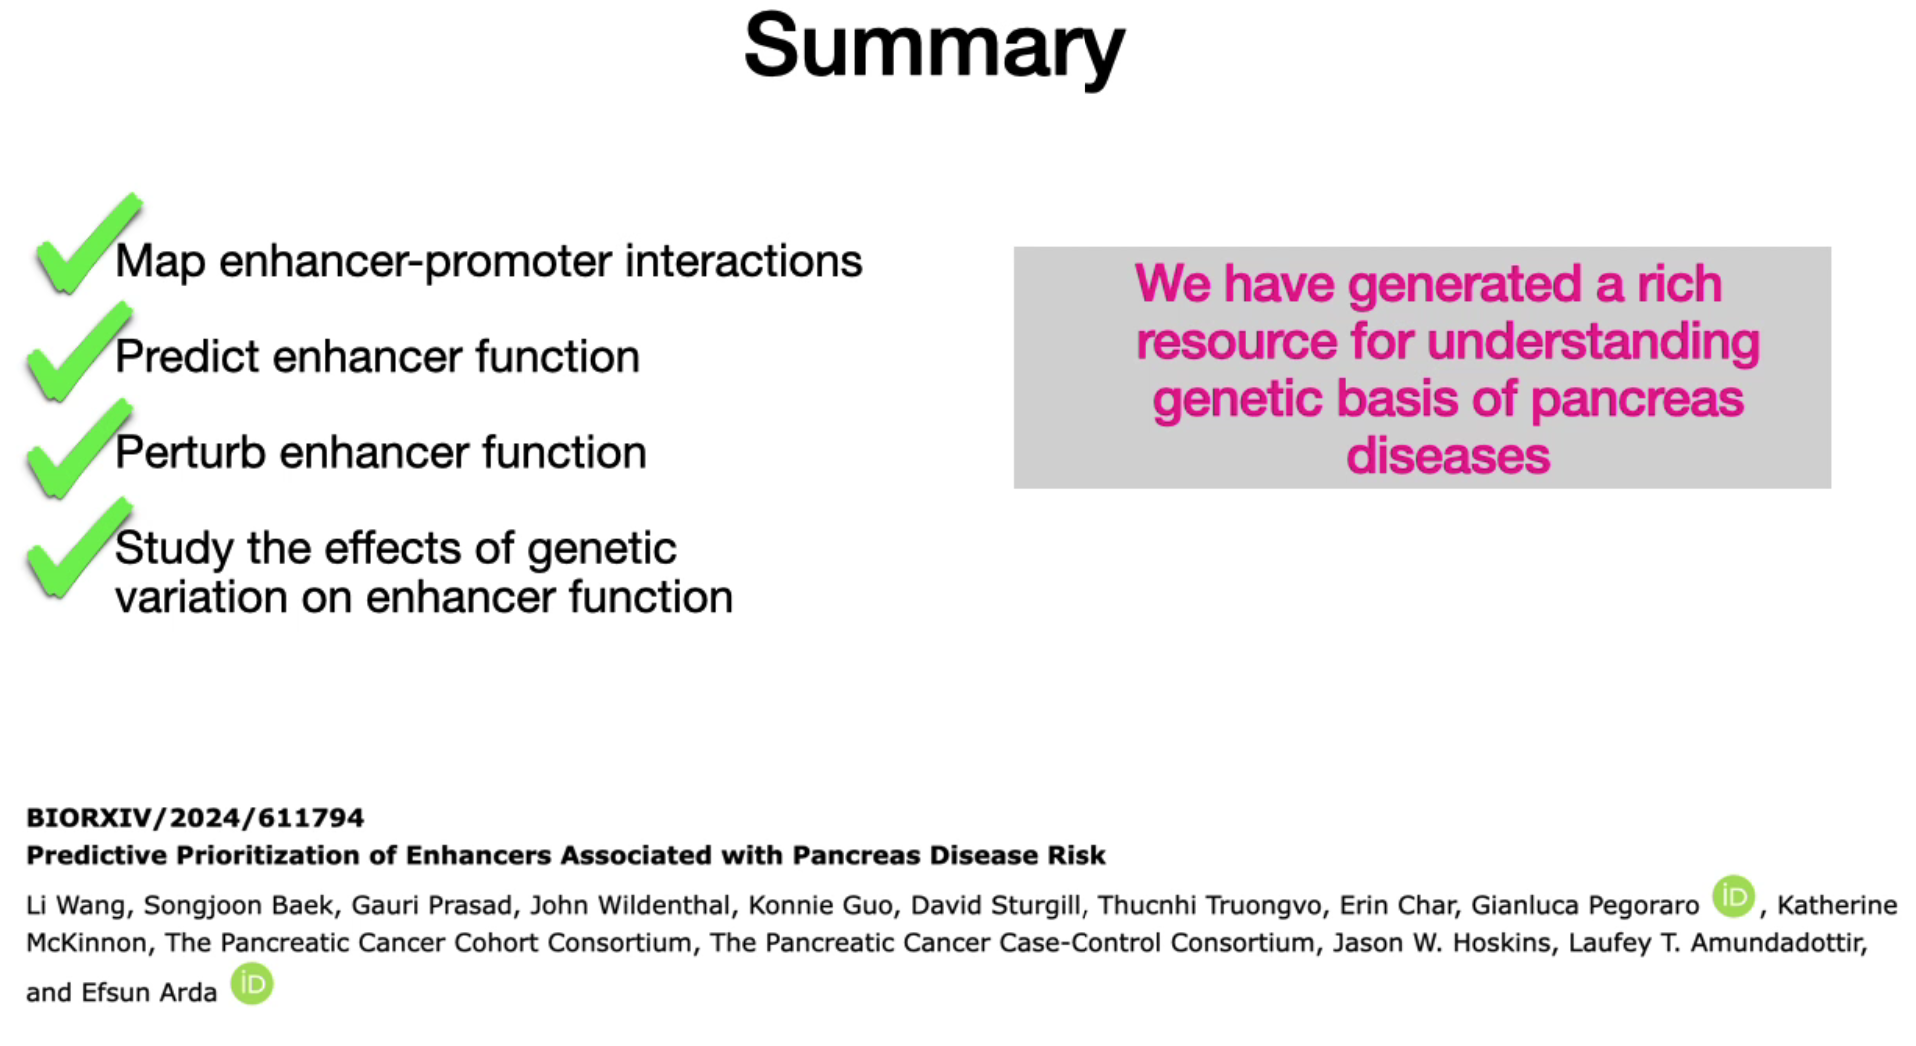 Summary
Map enhancer-promoter interactions
Predict enhancer function
Perturb enhancer function
Study the effects of genetic
variation on enhancer function
We have generated a rich
resource for understanding
genetic basis of pancreas
diseases
BIORXIV/2024/611794
Predictive Prioritization of Enhancers Associated with Pancreas Disease Risk
Li Wang, Songjoon Baek, Gauri Prasad, John Wildenthal, Konnie Guo, David Sturgill, Thucnhi Truongvo, Erin Char, Gianluca Pegoraro iD , Katherine
McKinnon, The Pancreatic Cancer Cohort Consortium, The Pancreatic Cancer Case-Control Consortium, Jason W. Hoskins, Laufey T. Amundadottir,
and Efsun Arda iD